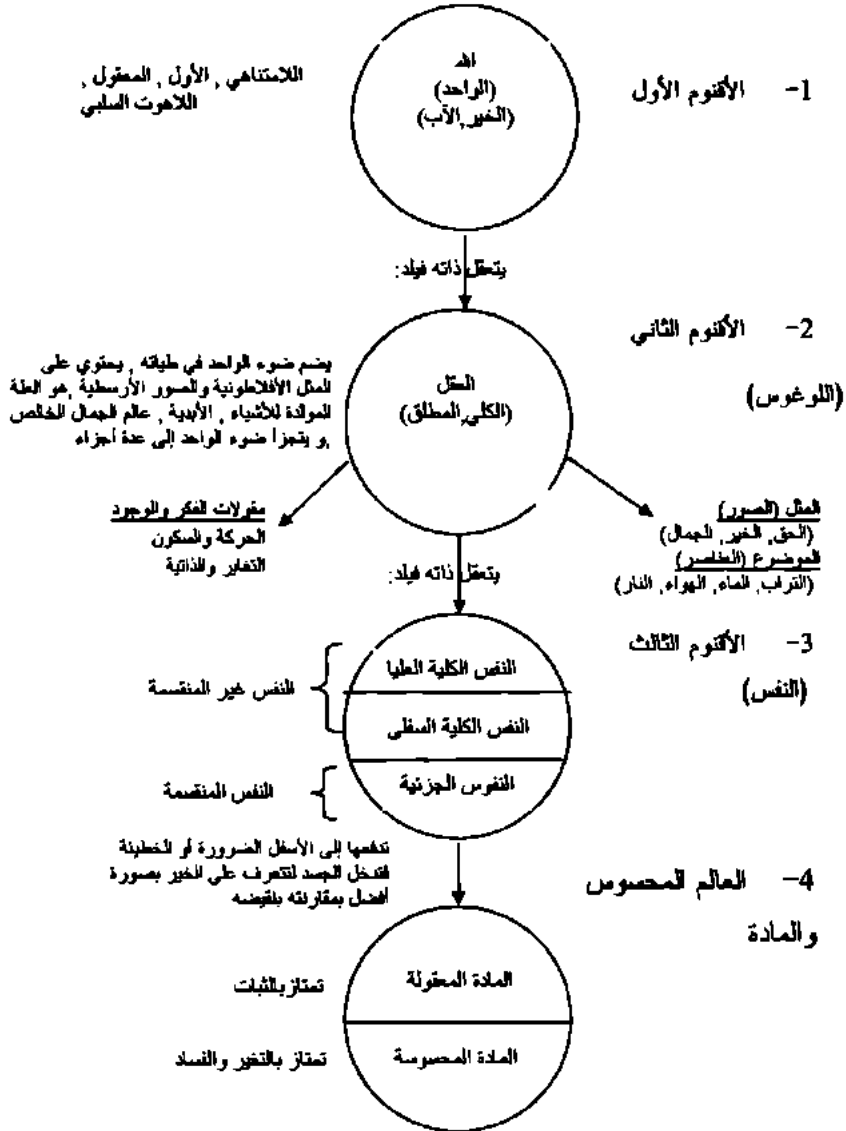 1- الأقنوم الأول
الله
(الواحد)
(الخير, الآب)
اللامتناهي , الأول , المعقول ,
اللاهوت السلبي
يتعقل ذاته فيلد:
2- الأقنوم الثاني
(اللوغوس)
العقل
(الكلي, المطلق)
يضم ضوء الواحد في طياته , يحتوي على
المثل الأفلاطونية والصور الأرسطية ,هو العلة
المولدة للأشياء , الأبدية , عالم الجمال الخالص
,و يتجزأ ضوء الواحد إلى عدة أجزاء
المثل (الصور)
(الحق, الخير, الجمال)
الموضوع (العناصر)
(التراب, الماء, الهواء, النار)
مقولات الفكر والوجود
الحركة والسكون
التغاير والذاتية
يتعقل ذاته فيلد:
3- الأقنوم الثالث
(النفس)
النفس الكلية العليا
النفس الكلية السفلى
النفوس الجزئية
النفس غير المنقسمة
النفس المنقسمة
تدفعها إلى الأسفل الضرورة أو الخطيئة
فتدخل الجسد لتتعرف على الخير بصورة
أفضل بمقارنته بنقيضه
4- العالم المحسوس
والمادة
المادة المعقولة
تمتاز بالثبات
المادة المحسوسة
تمتاز بالتغير والفساد